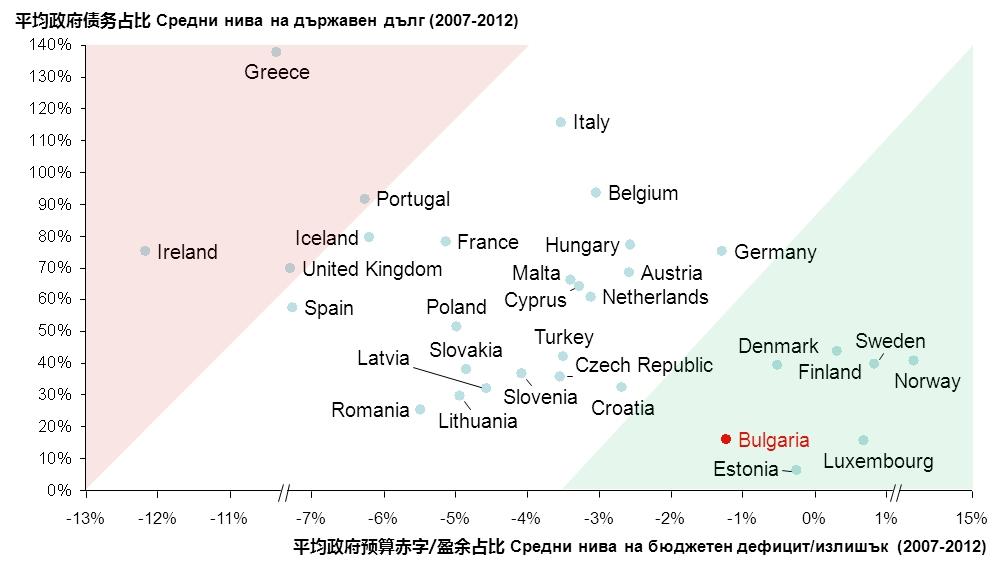 平均政府债务占比 Средни нива на държавен дълг (2007-2012)
140%
130%
Greece
120%
Italy
110%
100%
90%
Belgium
Portugal
80%
Iceland
France
Hungary
Germany
Ireland
70%
United Kingdom
Malta
Austria
60%
Cyprus
Netherlands
Spain
Poland
50%
Turkey
Slovakia
Denmark
Sweden
40%
Latvia
Czech Republic
Finland
Norway
30%
Slovenia
Romania
Lithuania
Croatia
20%
Bulgaria
10%
Estonia
Luxembourg
0%
-13% -12% -11% -7% -6% -5% -4% -3% -2% -1% 0% 1% 15%
平均政府预算赤字/盈余占比 Средни нива на бюджетен дефицит/излишък (2007-2012)